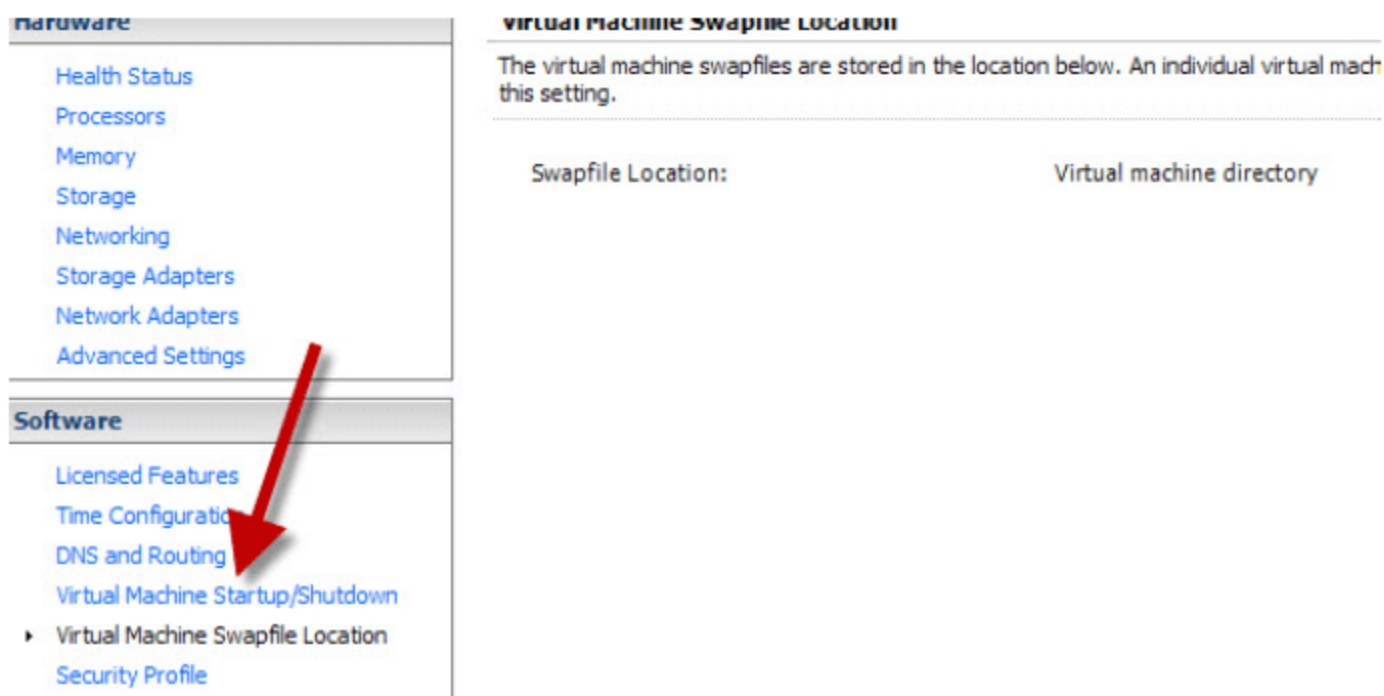 Hardware
Health Status
Processors
Memory
Storage
Networking
Storage Adapters
Network Adapters
Advanced Settings
Software
Licensed Features
Time Configuratio
DNS and Routing
Virtual Machine Startup/Shutdown
Virtual Machine Swapfile Location
Security Profile
Virtual Machine Swapfile Location
The virtual machine swapfiles are stored in the location below. An individual virtual mach
this setting.
Swapfile Location:
Virtual machine directory